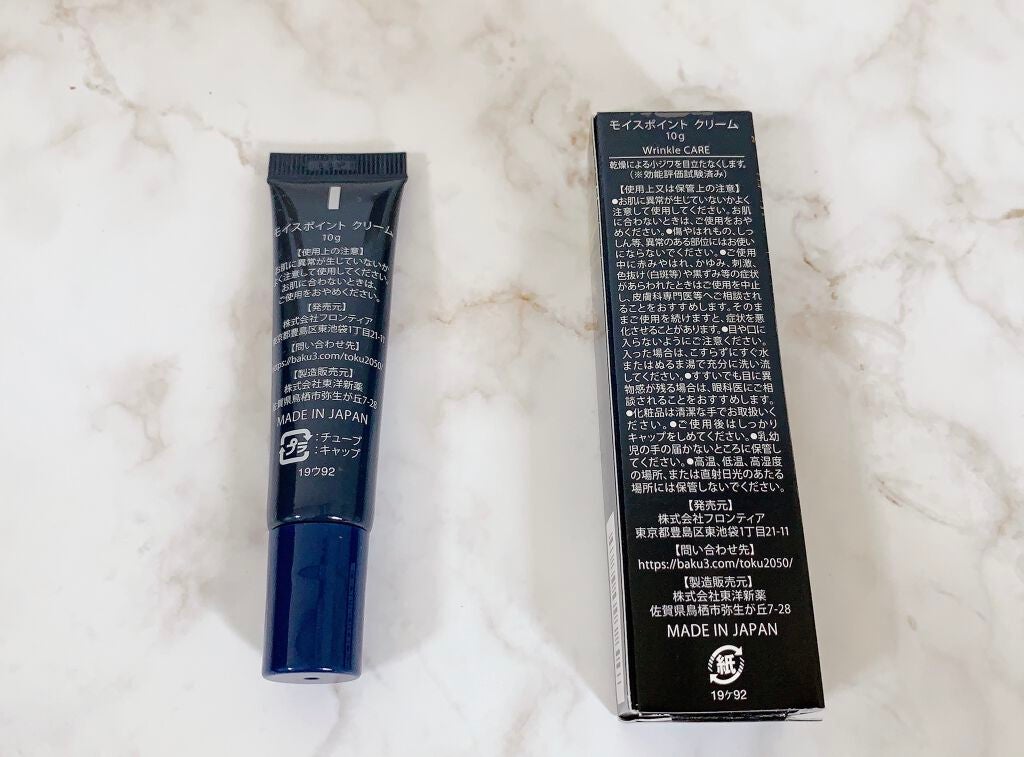 モイスポイント クリーム
10g
【使用上の注意】
お肌に異常が生じていないか
よく注意して使用してください。
お肌に合わないときは、
ご使用をおやめください。
【発売元】
株式会社フロンティア
東京都豊島区東池袋1丁目21-11
【問い合わせ先】
https://baku3.com/toku2050/
【製造販売元】
株式会社東洋新薬
佐賀県鳥栖市弥生が丘7-28
MADE IN JAPAN
プラ
:チューブ
:キャップ
19ウ92
モイスポイント クリーム
10g
Wrinkle CARE
乾燥による小ジワを目立たなくします。
(※効能評価試験済み)
【使用上又は保管上の注意】
●お肌に異常が生じていないかよく
注意して使用してください。お肌
に合わないときは、ご使用をおや
めください。●傷やはれもの、しっ
しん等、異常のある部位にはお使い
にならないでください。●ご使用
中に赤みやはれ、かゆみ、刺激、
色抜け(白斑等)や黒ずみ等の症状
があらわれたときはご使用を中止
し、皮膚科専門医等へご相談され
ることをおすすめします。そのま
まご使用を続けますと、症状を悪
化させることがあります。●目や口に
入らないようにご注意ください。
入った場合は、こすらずにすぐ水
またはぬるま湯で充分に洗い流
してください。●すすいでも目に異
物感が残る場合は、眼科医にご相
談されることをおすすめします。
●化粧品は清潔な手でお取扱いく
ださい。●ご使用後はしっかり
キャップをしめてください。●乳幼
児の手の届かないところに保管し
てください。●高温、低温、高湿度
の場所、または直射日光のあたる
場所には保管しないでください。
【発売元】
株式会社フロンティア
東京都豊島区東池袋1丁目21-11
【問い合わせ先】
https://baku3.com/toku2050/
【製造販売元】
株式会社東洋新薬
佐賀県鳥栖市弥生が丘7-28
MADE IN JAPAN
紙
19ケ92